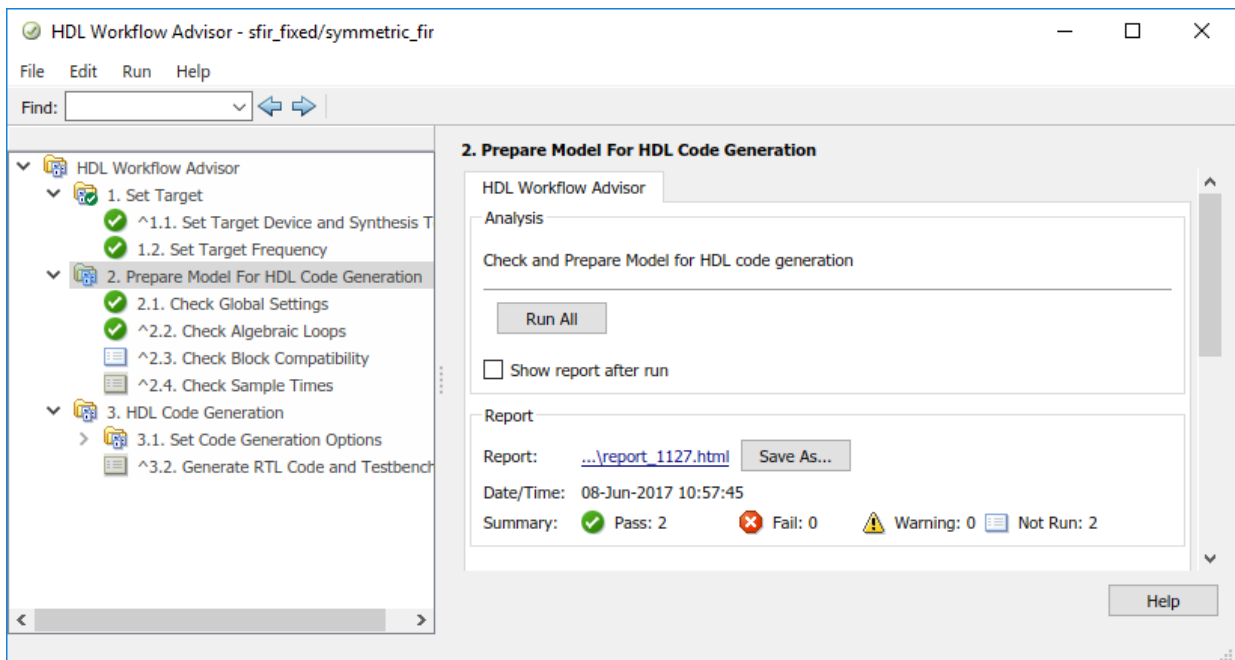 HDL Workflow Advisor - sfir_fixed/symmetric_fir
File Edit Run Help
Find:
HDL Workflow Advisor
1. Set Target
^1.1. Set Target Device and Synthesis T
1.2. Set Target Frequency
2. Prepare Model For HDL Code Generation
2.1. Check Global Settings
^2.2. Check Algebraic Loops
^2.3. Check Block Compatibility
^2.4. Check Sample Times
3. HDL Code Generation
3.1. Set Code Generation Options
^3.2. Generate RTL Code and Testbench
2. Prepare Model For HDL Code Generation
HDL Workflow Advisor
Analysis
Check and Prepare Model for HDL code generation
Run All
Show report after run
Report
Report: ...\report_1127.html Save As...
Date/Time: 08-Jun-2017 10:57:45
Summary: Pass: 2 Fail: 0 Warning: 0 Not Run: 2
Help